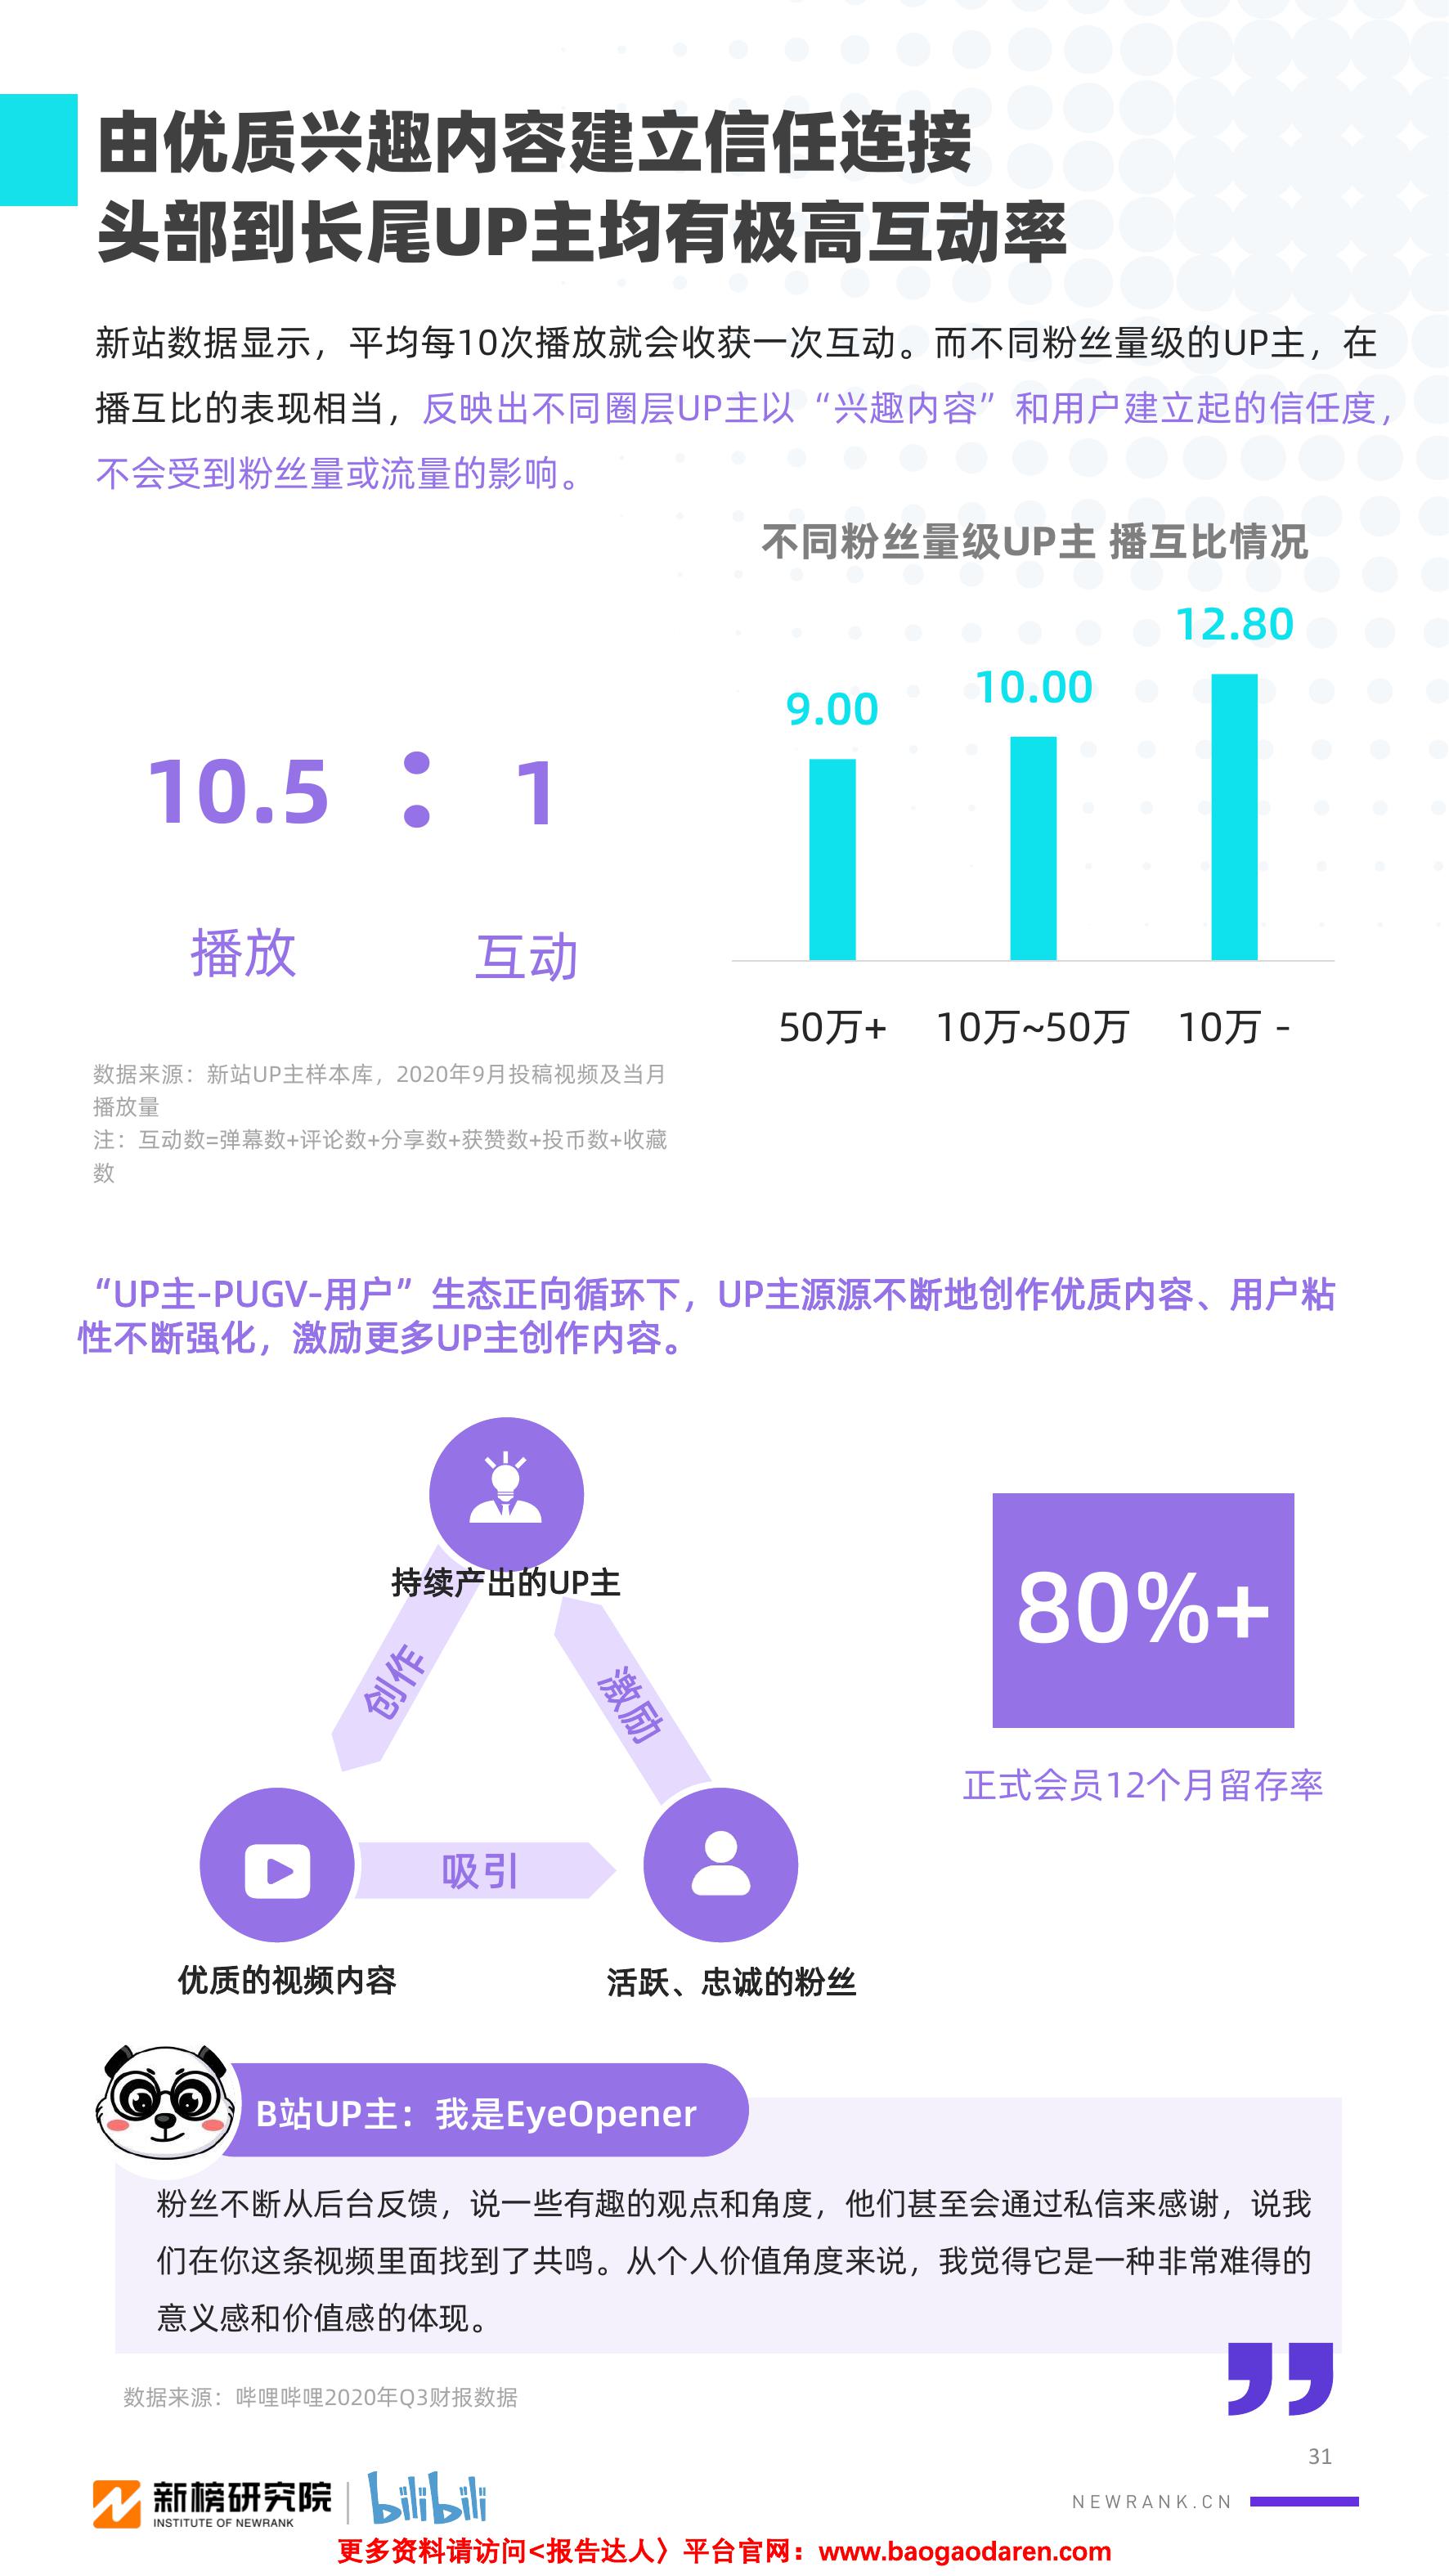 由优质兴趣内容建立信任连接
头部到长尾UP主均有极高互动率
新站数据显示，平均每10次播放就会收获一次互动。而不同粉丝量级的UP主，在
播互比的表现相当，反映出不同圈层UP主以“兴趣内容”和用户建立起的信任度，
不会受到粉丝量或流量的影响。
10.5 : 1
播放 互动
数据来源：新站UP主样本库，2020年9月投稿视频及当月
播放量
注：互动数=弹幕数+评论数+分享数+获赞数+投币数+收藏
数
不同粉丝量级UP主 播互比情况
9.00 10.00 12.80
50万+ 10万~50万 10万 -
“UP主-PUGV-用户”生态正向循环下，UP主源源不断地创作优质内容、用户粘
性不断强化，激励更多UP主创作内容。
持续产出的UP主
创作
激励
吸引
优质的视频内容
活跃、忠诚的粉丝
80%+
正式会员12个月留存率
B站UP主：我是EyeOpener
粉丝不断从后台反馈，说一些有趣的观点和角度，他们甚至会通过私信来感谢，说我
们在你这条视频里面找到了共鸣。从个人价值角度来说，我觉得它是一种非常难得的
意义感和价值感的体现。
”
数据来源：哔哩哔哩2020年Q3财报数据
31
新榜研究院
INSTITUTE OF NEWRANK
bilibili
NEWRANK.CN
更多资料请访问<报告达人〉平台官网：www.baogaodaren.com